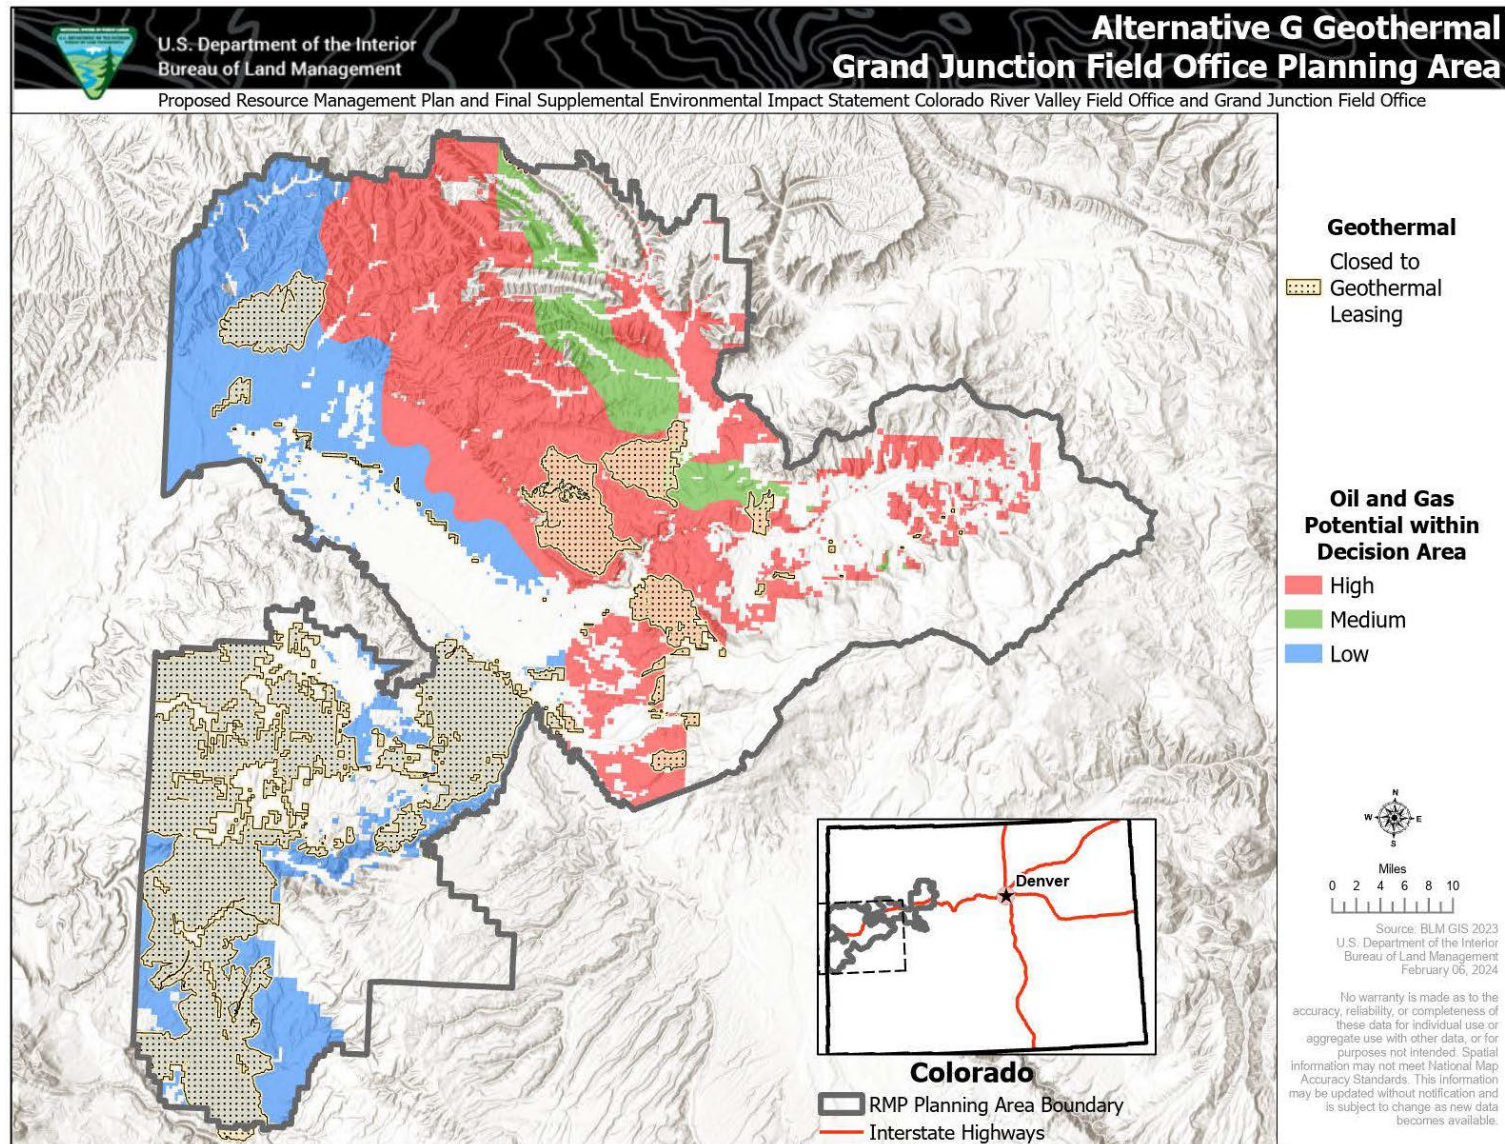 U.S. Department of the Interior
Bureau of Land Management
Alternative G Geothermal
Grand Junction Field Office Planning Area
Proposed Resource Management Plan and Final Supplemental Environmental Impact Statement Colorado River Valley Field Office and Grand Junction Field Office
Geothermal
Closed to
Geothermal
Leasing
Oil and Gas
Potential within
Decision Area
High
Medium
Low
N
W
E
S
Miles
0 2 4 6 8 10
Source: BLM GIS 2023
U.S. Department of the Interior
Bureau of Land Management
February 06, 2024
No warranty is made as to the
accuracy, reliability, or completeness of
these data for individual use or
aggregate use with other data, or for
purposes not intended. Spatial
information may not meet National Map
Accuracy Standards. This information
may be updated without notification and
is subject to change as new data
becomes available.
Denver
Colorado
RMP Planning Area Boundary
Interstate Highways